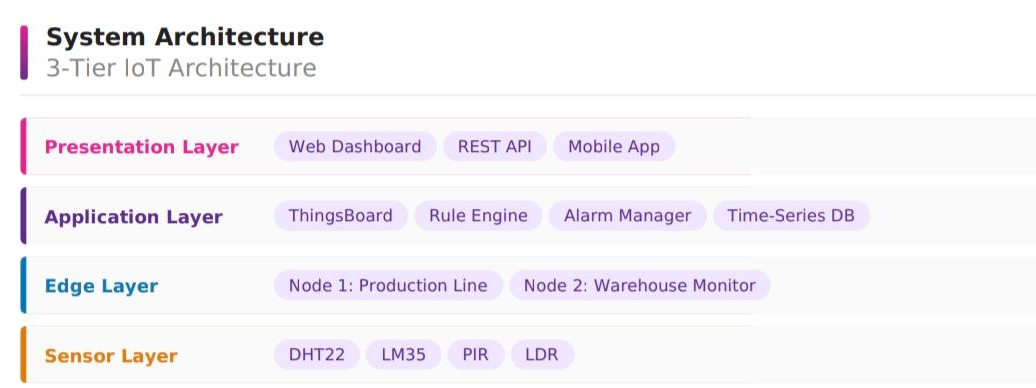 System Architecture
3-Tier IoT Architecture
Presentation Layer Web Dashboard REST API Mobile App
Application Layer ThingsBoard Rule Engine Alarm Manager Time-Series DB
Edge Layer Node 1: Production Line Node 2: Warehouse Monitor
Sensor Layer DHT22 LM35 PIR LDR